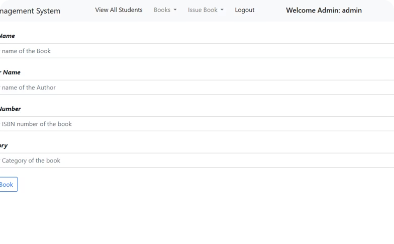 nagement System
View All Students
Books
Issue Book
Logout
Welcome Admin: admin
Name
name of the Book
r Name
name of the Author
Number
ISBN number of the book
ory
Category of the book
Book